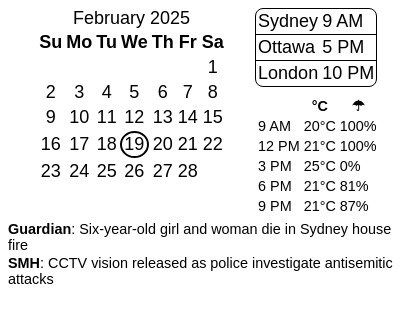 February 2025
Su Mo Tu We Th Fr Sa
1
2 3 4 5 6 7 8
9 10 11 12 13 14 15
16 17 18 19 20 21 22
23 24 25 26 27 28
Sydney 9 AM
Ottawa 5 PM
London 10 PM
°C ☂
9 AM 20°C 100%
12 PM 21°C 100%
3 PM 25°C 0%
6 PM 21°C 81%
9 PM 21°C 87%
Guardian: Six-year-old girl and woman die in Sydney house
fire
SMH: CCTV vision released as police investigate antisemitic
attacks